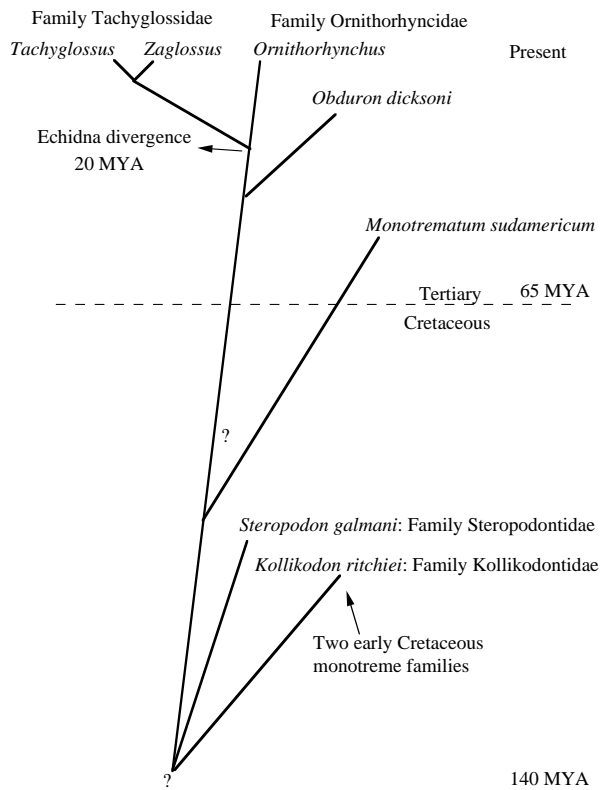 Family Tachyglossidae
Family Ornithorhyncidae
Tachyglossus Zaglossus Ornithorhynchus Present
Obduron dicksoni
Echidna divergence
20 MYA
Monotrematum sudamericum
Tertiary 65 MYA
Cretaceous
?
Steropodon galmani: Family Steropodontidae
Kollikodon ritchiei: Family Kollikodontidae
Two early Cretaceous
monotreme families
? 140 MYA